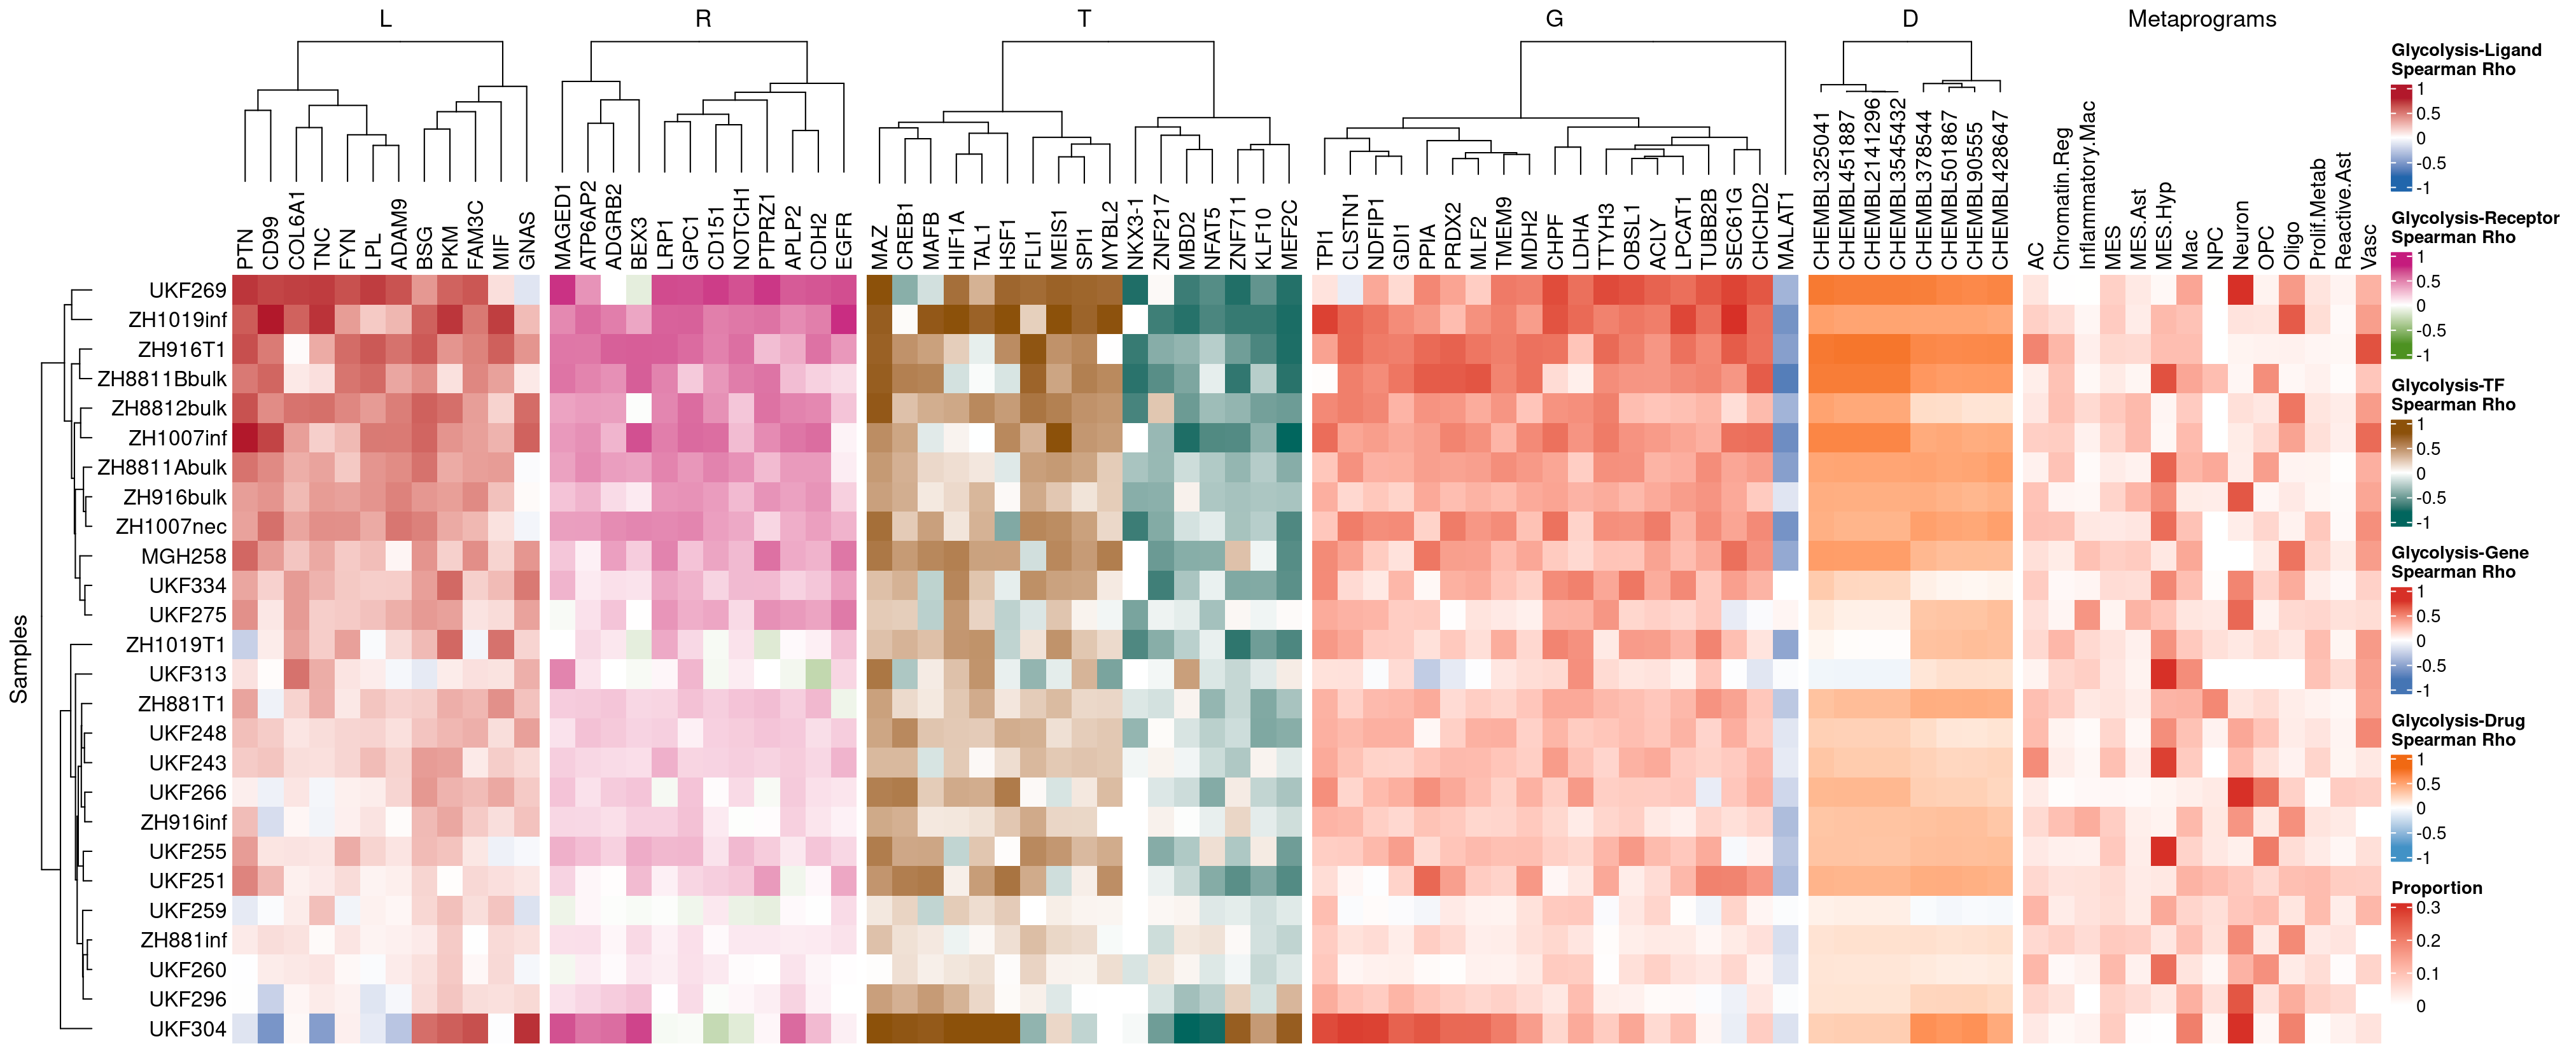 L R T G D Metaprograms
PTN CD99 COL6A1 TNC FYN LPL ADAM9 BSG PKM FAM3C MIF GNAS
MAGED1 ATP6AP2 ADGRB2 BEX3 LRP1 GPC1 CD151 NOTCH1 PTPRZ1 APLP2 CDH2 EGFR
MAZ CREB1 MAFB HIF1A TAL1 HSF1 FLI1 MEIS1 SPI1 MYBL2 NKX3-1 ZNF217 MBD2 NFAT5 ZNF711 KLF10 MEF2C
TPI1 CLSTN1 NDFIP1 GDI1 PPIA PRDX2 MLF2 TMEM9 MDH2 CHPF LDHA TTYH3 OBSL1 ACLY LPCAT1 TUBB2B SEC61G CHCHD2 MALAT1
CHEMBL325041 CHEMBL451887 CHEMBL2141296 CHEMBL3545432 CHEMBL378544 CHEMBL501867 CHEMBL90555 CHEMBL428647
AC Chromatin.Reg Inflammatory.Mac MES MES.Ast MES.Hyp Mac NPC Neuron OPC Oligo Prolif.Metab Reactive.Ast Vasc
Samples
UKF269
ZH1019inf
ZH916T1
ZH8811Bbulk
ZH8812bulk
ZH1007inf
ZH8811Abulk
ZH916bulk
ZH1007nec
MGH258
UKF334
UKF275
ZH1019T1
UKF313
ZH881T1
UKF248
UKF243
UKF266
ZH916inf
UKF255
UKF251
UKF259
ZH881inf
UKF260
UKF296
UKF304
Glycolysis-Ligand
Spearman Rho
1
0.5
0
-0.5
-1
Glycolysis-Receptor
Spearman Rho
1
0.5
0
-0.5
-1
Glycolysis-TF
Spearman Rho
1
0.5
0
-0.5
-1
Glycolysis-Gene
Spearman Rho
1
0.5
0
-0.5
-1
Glycolysis-Drug
Spearman Rho
1
0.5
0
-0.5
-1
Proportion
0.3
0.2
0.1
0